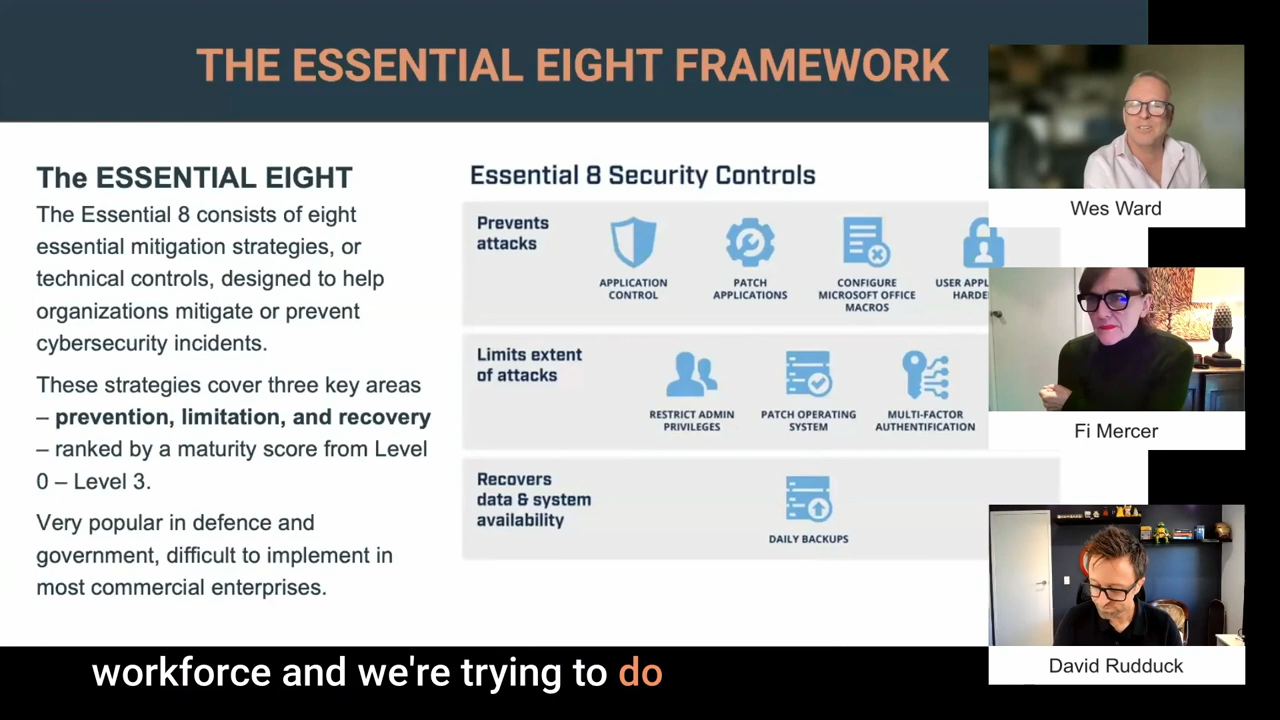 THE ESSENTIAL EIGHT FRAMEWORK
The ESSENTIAL EIGHT
The Essential 8 consists of eight
essential mitigation strategies, or
technical controls, designed to help
organizations mitigate or prevent
cybersecurity incidents.
These strategies cover three key areas
– prevention, limitation, and recovery
– ranked by a maturity score from Level
0 – Level 3.
Very popular in defence and
government, difficult to implement in
most commercial enterprises.
Essential 8 Security Controls
Prevents
attacks
APPLICATION
CONTROL
PATCH
APPLICATIONS
CONFIGURE
MICROSOFT OFFICE
MACROS
USER
Limits extent
of attacks
RESTRICT ADMIN
PRIVILEGES
PATCH OPERATING
SYSTEM
MULTI-FACTOR
AUTHENTICATION
Recovers
data & system
availability
DAILY BACKUPS
Wes Ward
Fi Mercer
David Rudduck
workforce and we're trying to do